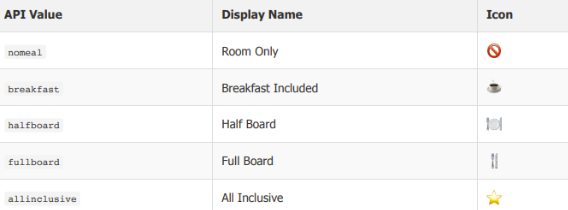 API Value Display Name Icon
nomeal Room Only 🚫
breakfast Breakfast Included ☕
halfboard Half Board 🍽
fullboard Full Board 🍴
allinclusive All Inclusive ⭐